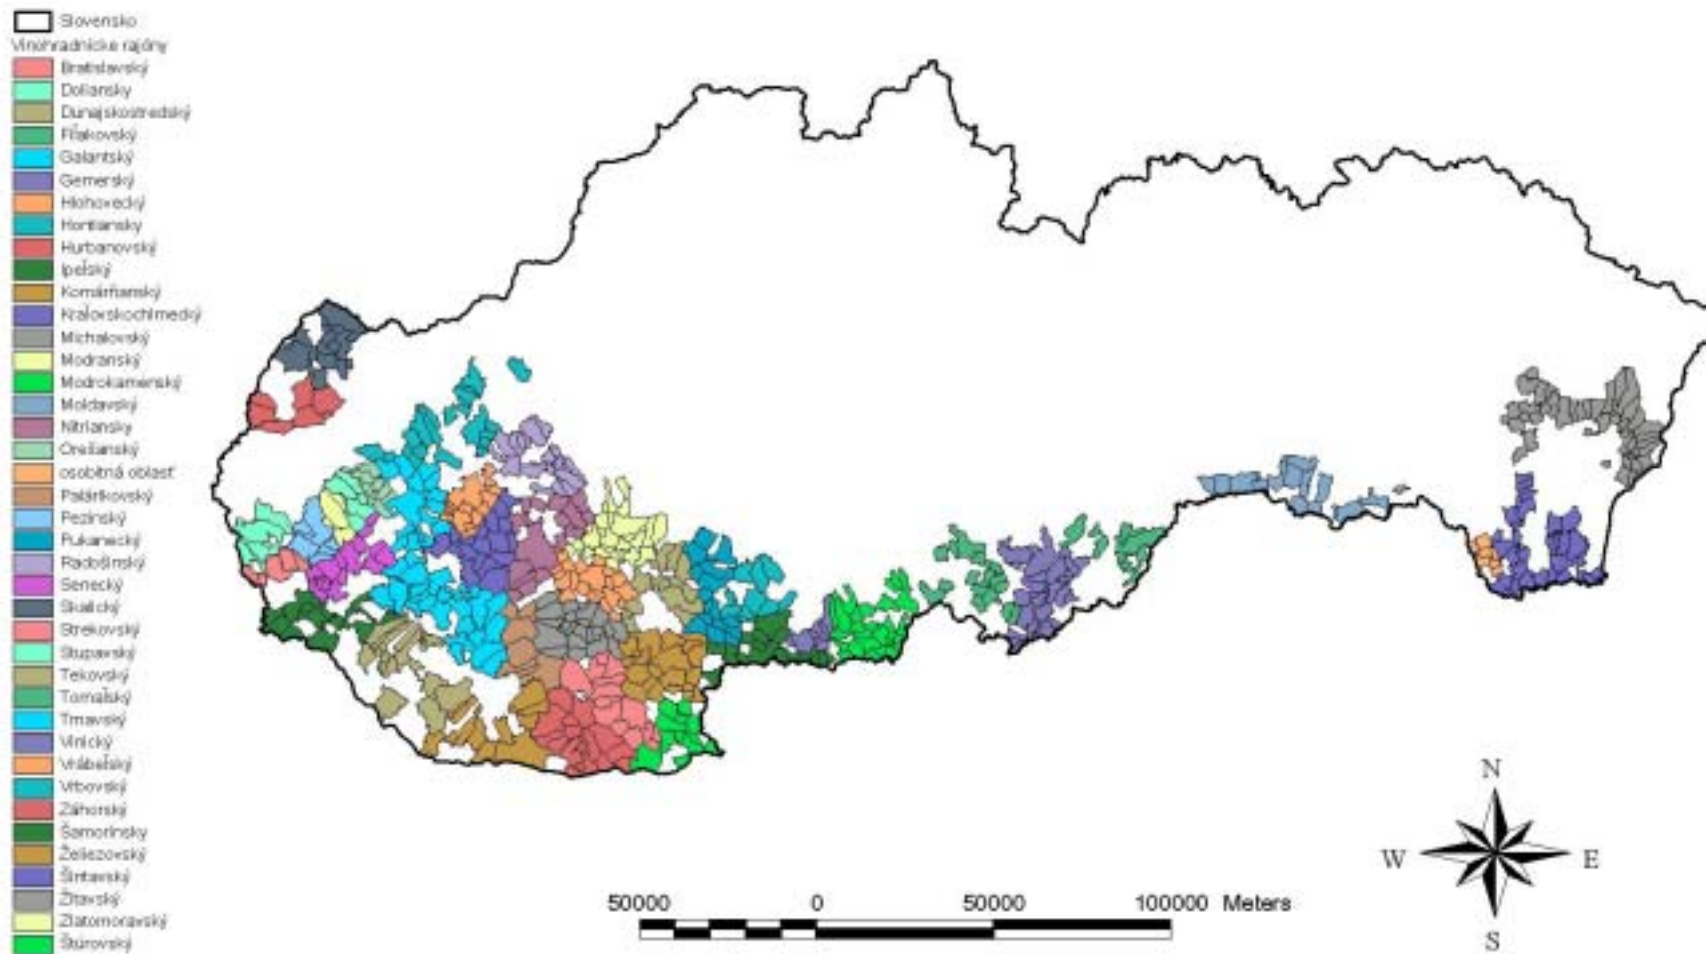 Slovensko
Vinohradnícke rajóny
Bratislavský
Doliansky
Dunajskostredský
Fiľakovský
Galantský
Gemerský
Hlohovecký
Hontiansky
Hurbanovský
Ipeľský
Komárňanský
Kráľovskochlmecký
Michalovský
Modranský
Modrokamenský
Moldavský
Nitriansky
Orešanský
osobitná oblasť
Palárikovský
Pezinský
Pukanecký
Radošinský
Senecký
Skalický
Strekovský
Stupavský
Tekovský
Tornaľský
Trnavský
Vinický
Vrábeľský
Vrbovský
Záhorský
Šamorínsky
Želiezovský
Šintavský
Žitavský
Zlatomoravský
Štúrovský
50000 0 50000 100000 Meters
N
W E
S